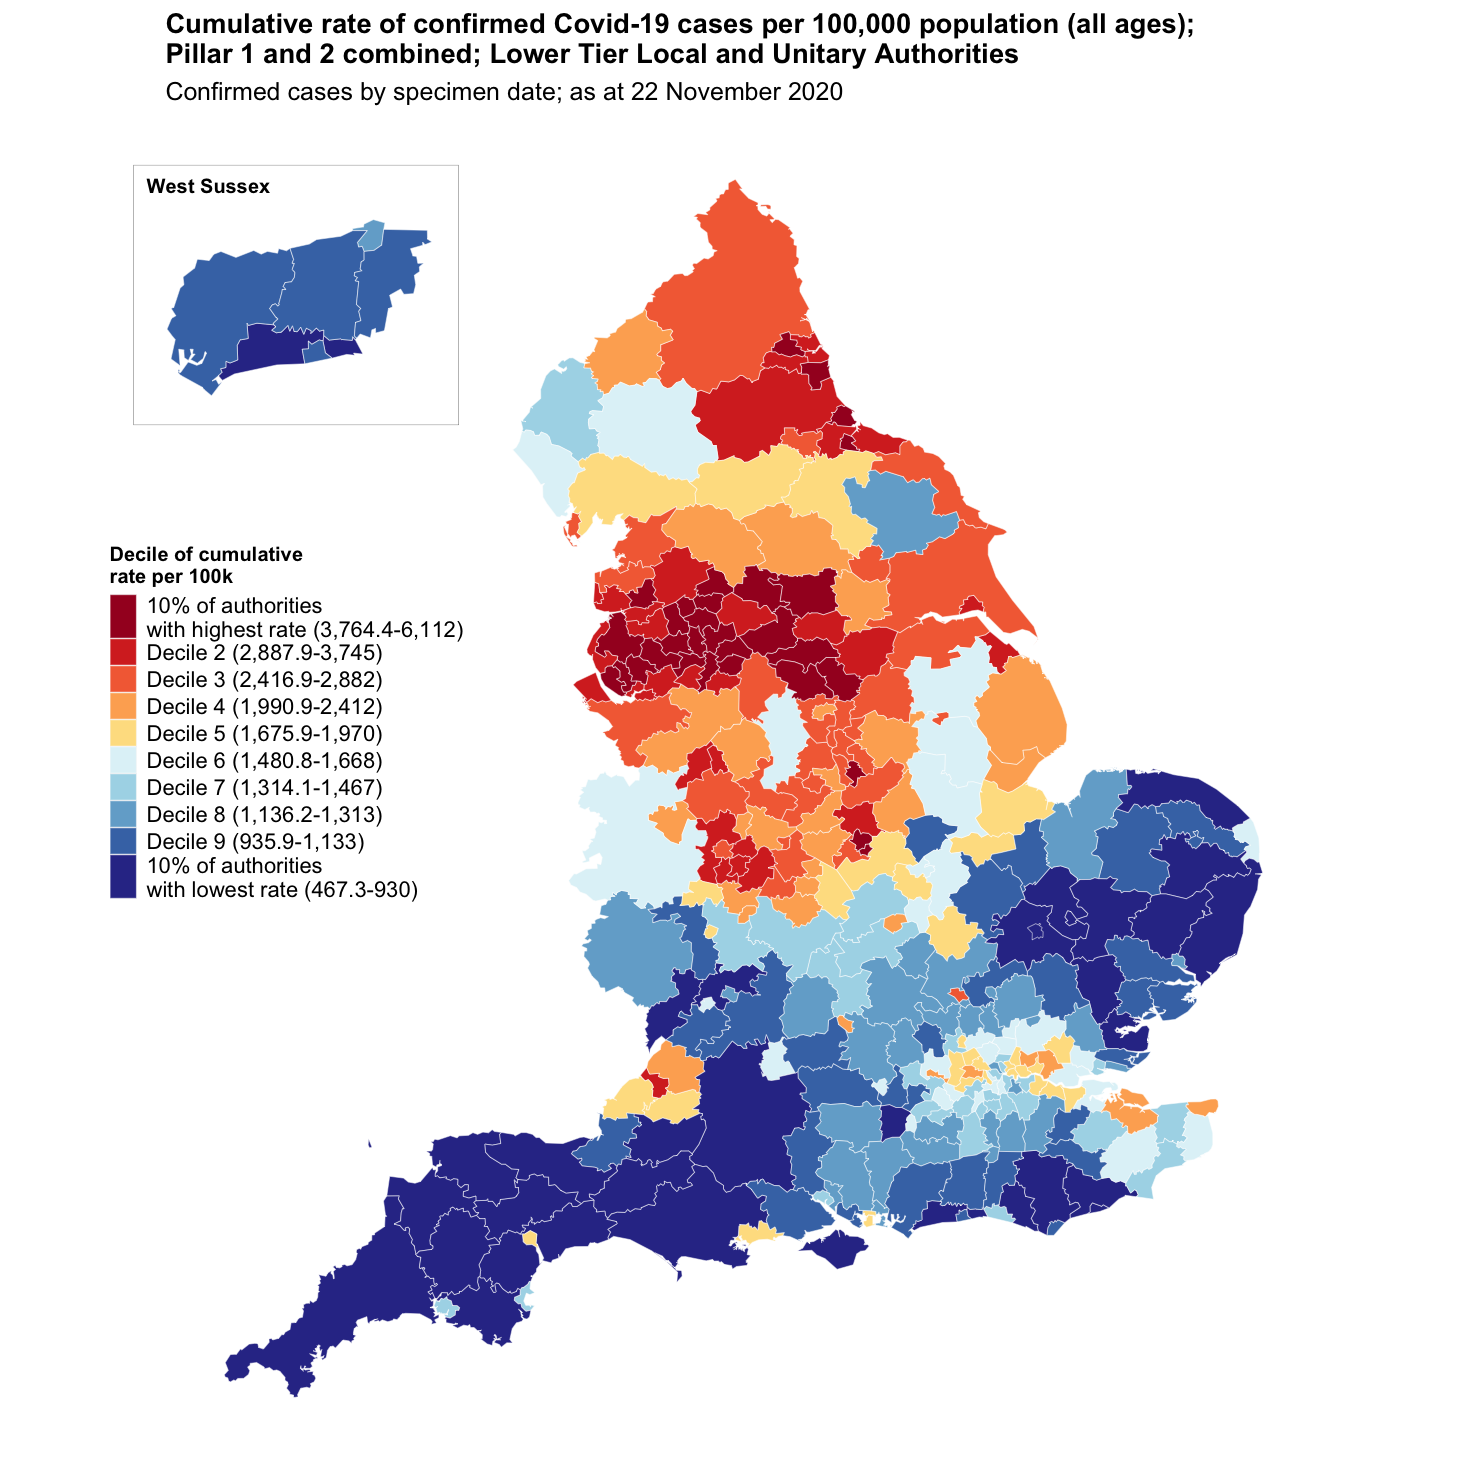 Cumulative rate of confirmed Covid-19 cases per 100,000 population (all ages);
Pillar 1 and 2 combined; Lower Tier Local and Unitary Authorities
Confirmed cases by specimen date; as at 22 November 2020
West Sussex
Decile of cumulative
rate per 100k
10% of authorities
with highest rate (3,764.4-6,112)
Decile 2 (2,887.9-3,745)
Decile 3 (2,416.9-2,882)
Decile 4 (1,990.9-2,412)
Decile 5 (1,675.9-1,970)
Decile 6 (1,480.8-1,668)
Decile 7 (1,314.1-1,467)
Decile 8 (1,136.2-1,313)
Decile 9 (935.9-1,133)
10% of authorities
with lowest rate (467.3-930)